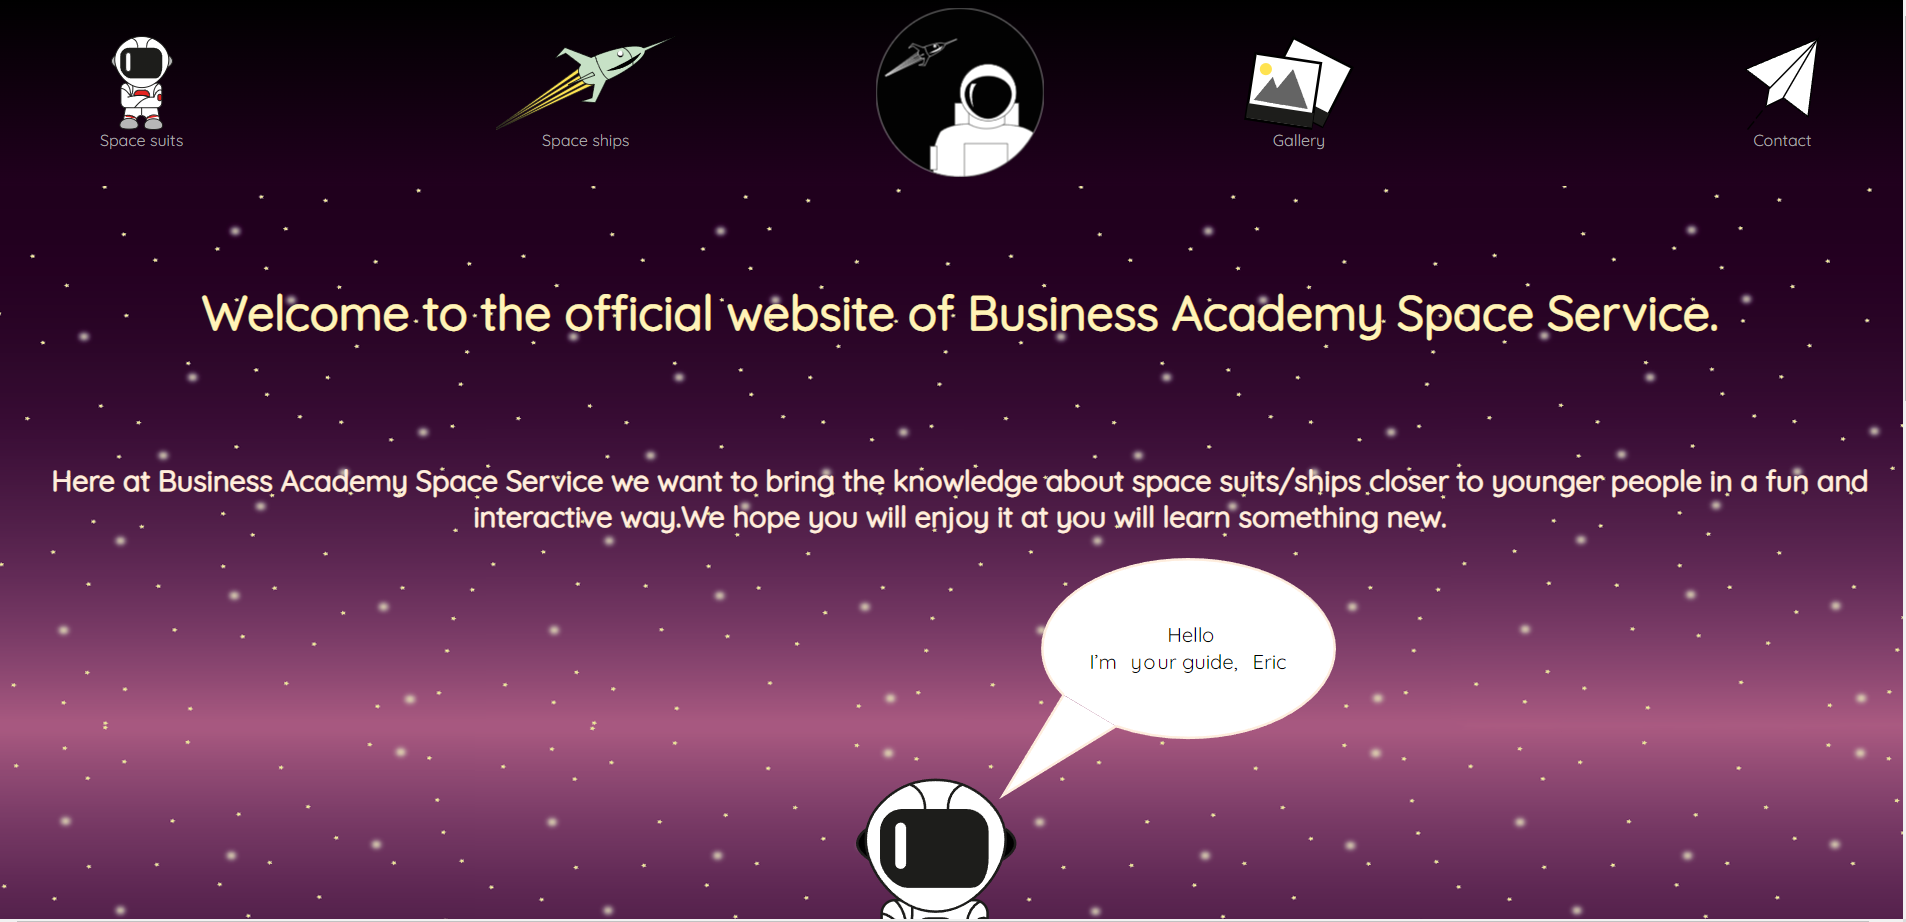 Space suits
Space ships
Gallery
Contact
Welcome to the official website of Business Academy Space Service.
Here at Business Academy Space Service we want to bring the knowledge about space suits/ships closer to younger people in a fun and
interactive way.We hope you will enjoy it at you will learn something new.
Hello
I'm your guide, Eric